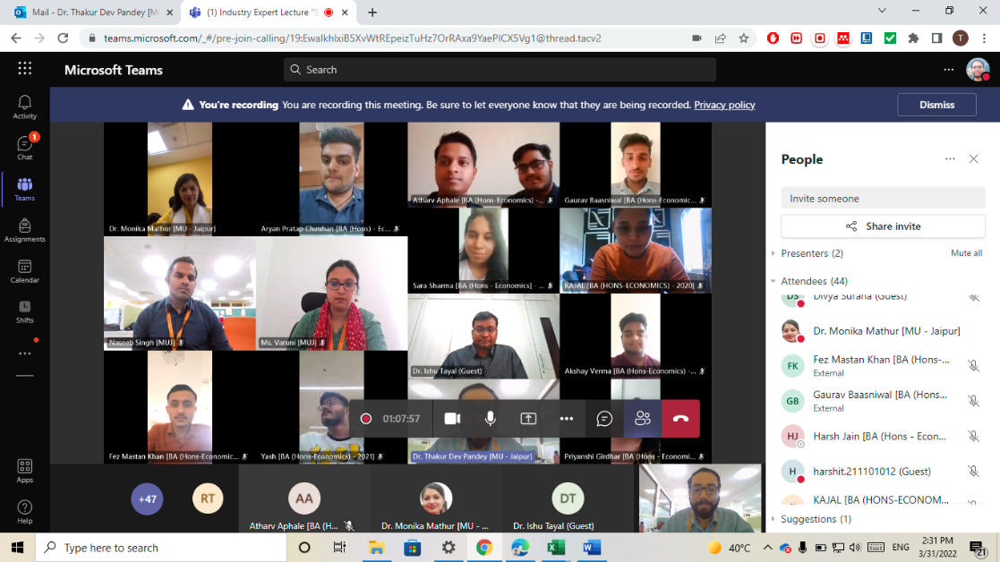 Mail - Dr. Thakur Dev Pandey [M
(1) Industry Expert Lecture "S
teams.microsoft.com/_#/pre-join-calling/19:EwalkhlxiB5XvWtREpeizTuHz7OrRAxa9YaePlCX5Vg1@thread.tacv2
T
Microsoft Teams
Search
You're recording You are recording this meeting. Be sure to let everyone know that they are being recorded. Privacy policy
Dismiss
Activity
1
Chat
Teams
Assignments
Calendar
Shifts
Apps
Help
Dr. Monika Mathur [MU - Jaipur]
Aryan Pratap Chauhan [BA (Hons) - Ec...
Atharv Aphale [BA (Hons-Economics) -...
Gaurav Baasniwal [BA (Hons-Economic...
Sara Sharma [BA (Hons - Economics] -...
KAJAL [BA (HONS-ECONOMICS) - 2020]
Naseeb Singh [MUJ]
Ms. Varuni [MUJ]
Dr. Ishu Tayal (Guest)
Akshay Verma [BA (Hons-Economics) -...
01:07:57
Fez Mastan Khan [BA (Hons-Economic...
Yash [BA (Hons-Economics) - 2021]
Dr. Thakur Dev Pandey [MU - Jaipur]
Priyanshi Girdhar [BA (Hons - Economi...
+47
RT
AA
Atharv Aphale [BA (H...
Dr. Monika Mathur [MU - ...
DT
Dr. Ishu Tayal (Guest)
People
Invite someone
Share invite
Presenters (2)
Mute all
Attendees (44)
DS
Divya Surana (Guest)
Dr. Monika Mathur [MU - Jaipur]
FK
Fez Mastan Khan [BA (Hons-...
External
GB
Gaurav Baasniwal [BA (Hons...
External
HJ
Harsh Jain [BA (Hons - Econ...
H
harshit.211101012 (Guest)
KAJAL [BA (HONS-ECONOM...
Suggestions (1)
Type here to search
40°C
ENG
2:31 PM
3/31/2022
21